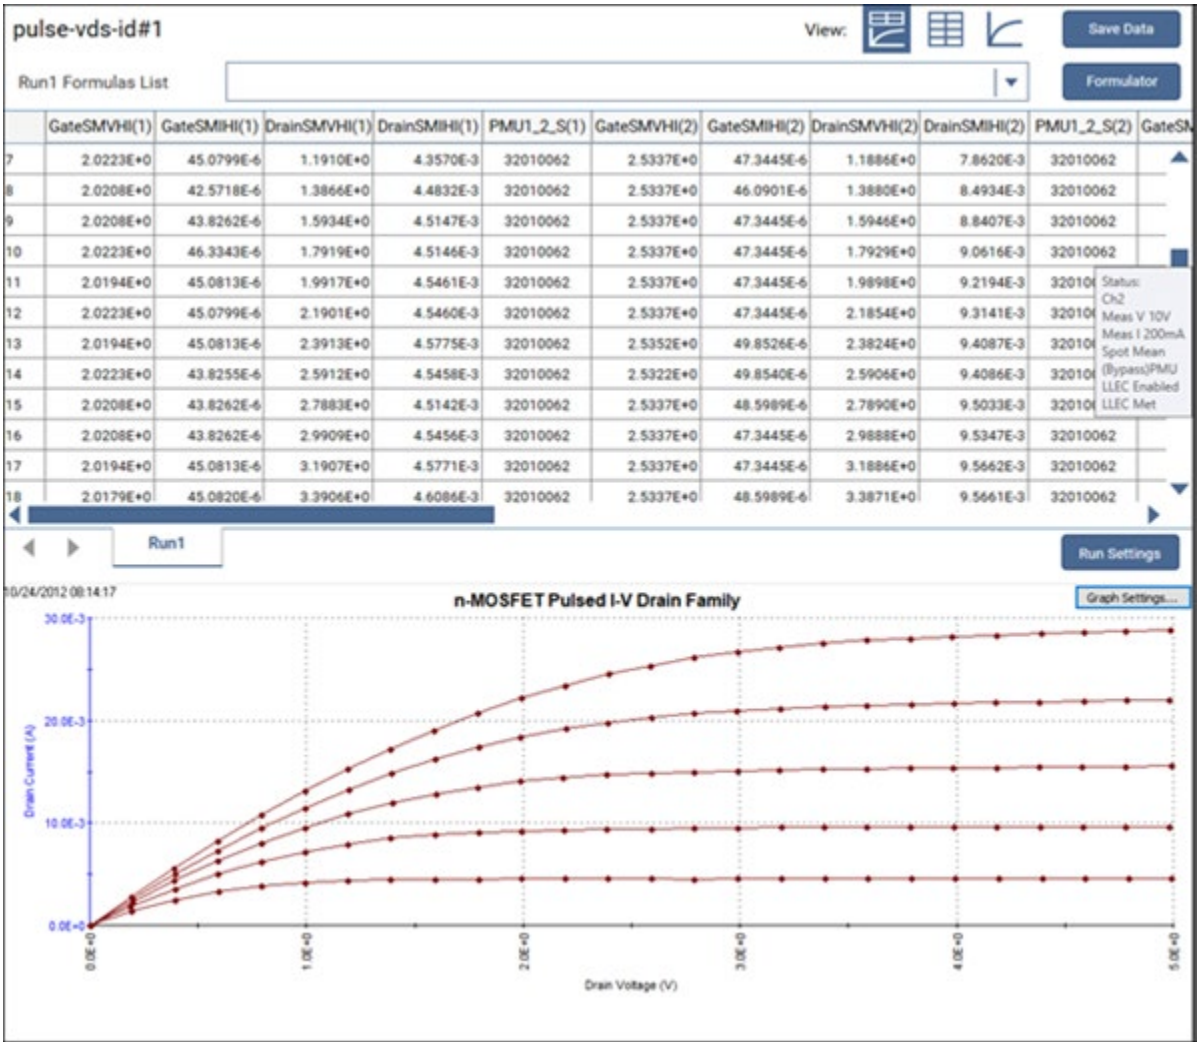 pulse-vds-id#1
View:
Save Data
Run1 Formulas List
Formulator
GateSMVHI(1) GateSMIHI(1) DrainSMVHI(1) DrainSMIHI(1) PMU1_2_S(1) GateSMVHI(2) GateSMIHI(2) DrainSMVHI(2) DrainSMIHI(2) PMU1_2_S(2) GateSM
7 2.0223E+0 45.0799E-6 1.1910E+0 4.3570E-3 32010062 2.5337E+0 47.3445E-6 1.1886E+0 7.8620E-3 32010062
8 2.0208E+0 42.5718E-6 1.3866E+0 4.4832E-3 32010062 2.5337E+0 46.0901E-6 1.3880E+0 8.4934E-3 32010062
9 2.0208E+0 43.8262E-6 1.5934E+0 4.5147E-3 32010062 2.5337E+0 47.3445E-6 1.5946E+0 8.8407E-3 32010062
10 2.0223E+0 46.3343E-6 1.7919E+0 4.5146E-3 32010062 2.5337E+0 47.3445E-6 1.7929E+0 9.0616E-3 32010062
11 2.0194E+0 45.0813E-6 1.9917E+0 4.5461E-3 32010062 2.5337E+0 47.3445E-6 1.9898E+0 9.2194E-3 32010
12 2.0223E+0 45.0799E-6 2.1901E+0 4.5460E-3 32010062 2.5337E+0 47.3445E-6 2.1854E+0 9.3141E-3 32010
13 2.0194E+0 45.0813E-6 2.3913E+0 4.5775E-3 32010062 2.5352E+0 49.8526E-6 2.3824E+0 9.4087E-3 32010
14 2.0223E+0 43.8255E-6 2.5912E+0 4.5458E-3 32010062 2.5322E+0 49.8540E-6 2.5906E+0 9.4086E-3 32010
15 2.0208E+0 43.8262E-6 2.7883E+0 4.5142E-3 32010062 2.5337E+0 48.5989E-6 2.7890E+0 9.5033E-3 32010
16 2.0208E+0 43.8262E-6 2.9909E+0 4.5456E-3 32010062 2.5337E+0 47.3445E-6 2.9888E+0 9.5347E-3 32010062
17 2.0194E+0 45.0813E-6 3.1907E+0 4.5771E-3 32010062 2.5337E+0 47.3445E-6 3.1886E+0 9.5662E-3 32010062
18 2.0179E+0 45.0820E-6 3.3906E+0 4.6086E-3 32010062 2.5337E+0 48.5989E-6 3.3871E+0 9.5661E-3 32010062
Status:
Ch2
Meas V 10V
Meas I 200mA
Spot Mean
(Bypass)PMU
LLEC Enabled
LLEC Met
Run1
Run Settings
10/24/2012 08:14:17
n-MOSFET Pulsed I-V Drain Family
Graph Settings...
30.0E-3
20.0E-3
10.0E-3
0.0E+0
Drain Current (A)
0.0E+0 1.0E+0 2.0E+0 3.0E+0 4.0E+0 5.0E+0
Drain Voltage (V)